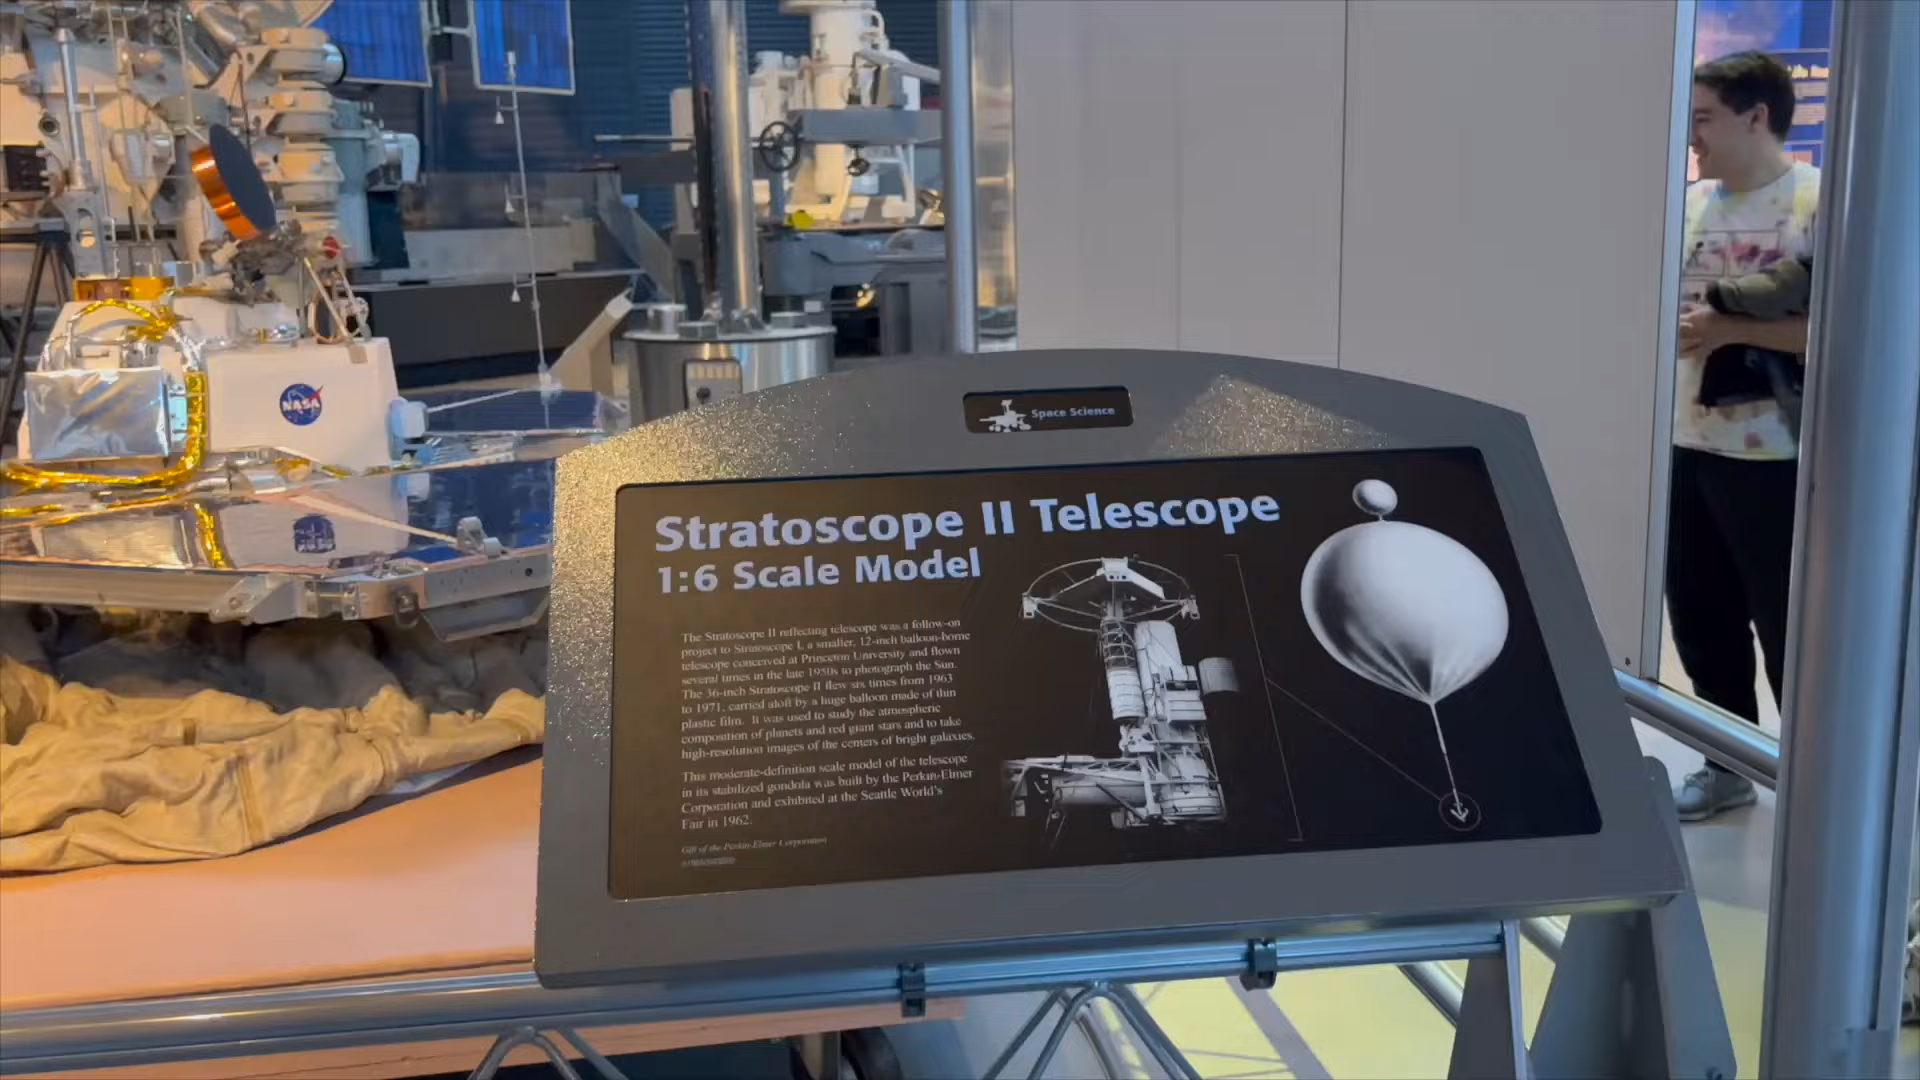 NASA
Space Science
Stratoscope II Telescope
1:6 Scale Model
The Stratoscope II reflecting telescope was a follow-on
project to Stratoscope I, a smaller, 12-inch balloon-borne
telescope conceived at Princeton University and flown
several times in the late 1950s to photograph the Sun.
The 36-inch Stratoscope II flew six times from 1963
to 1971, carried aloft by a huge balloon made of thin
plastic film. It was used to study the atmospheric
composition of planets and red giant stars and to take
high-resolution images of the centers of bright galaxies.
This moderate-definition scale model of the telescope
in its stabilized gondola was built by the Perkin-Elmer
Corporation and exhibited at the Seattle World's
Fair in 1962.
Gift of the Perkin-Elmer Corporation